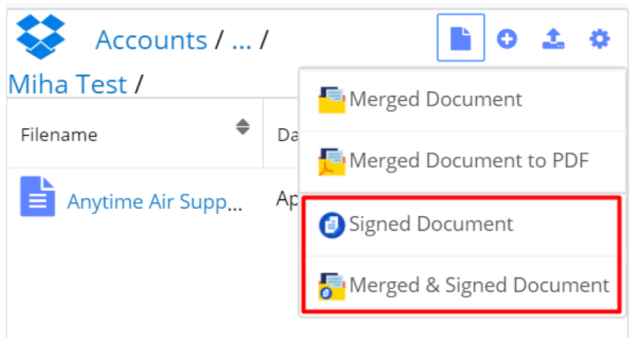 Accounts / ... /
Miha Test /
Filename
Da
Anytime Air Supp...
Ap
Merged Document
Merged Document to PDF
Signed Document
Merged & Signed Document